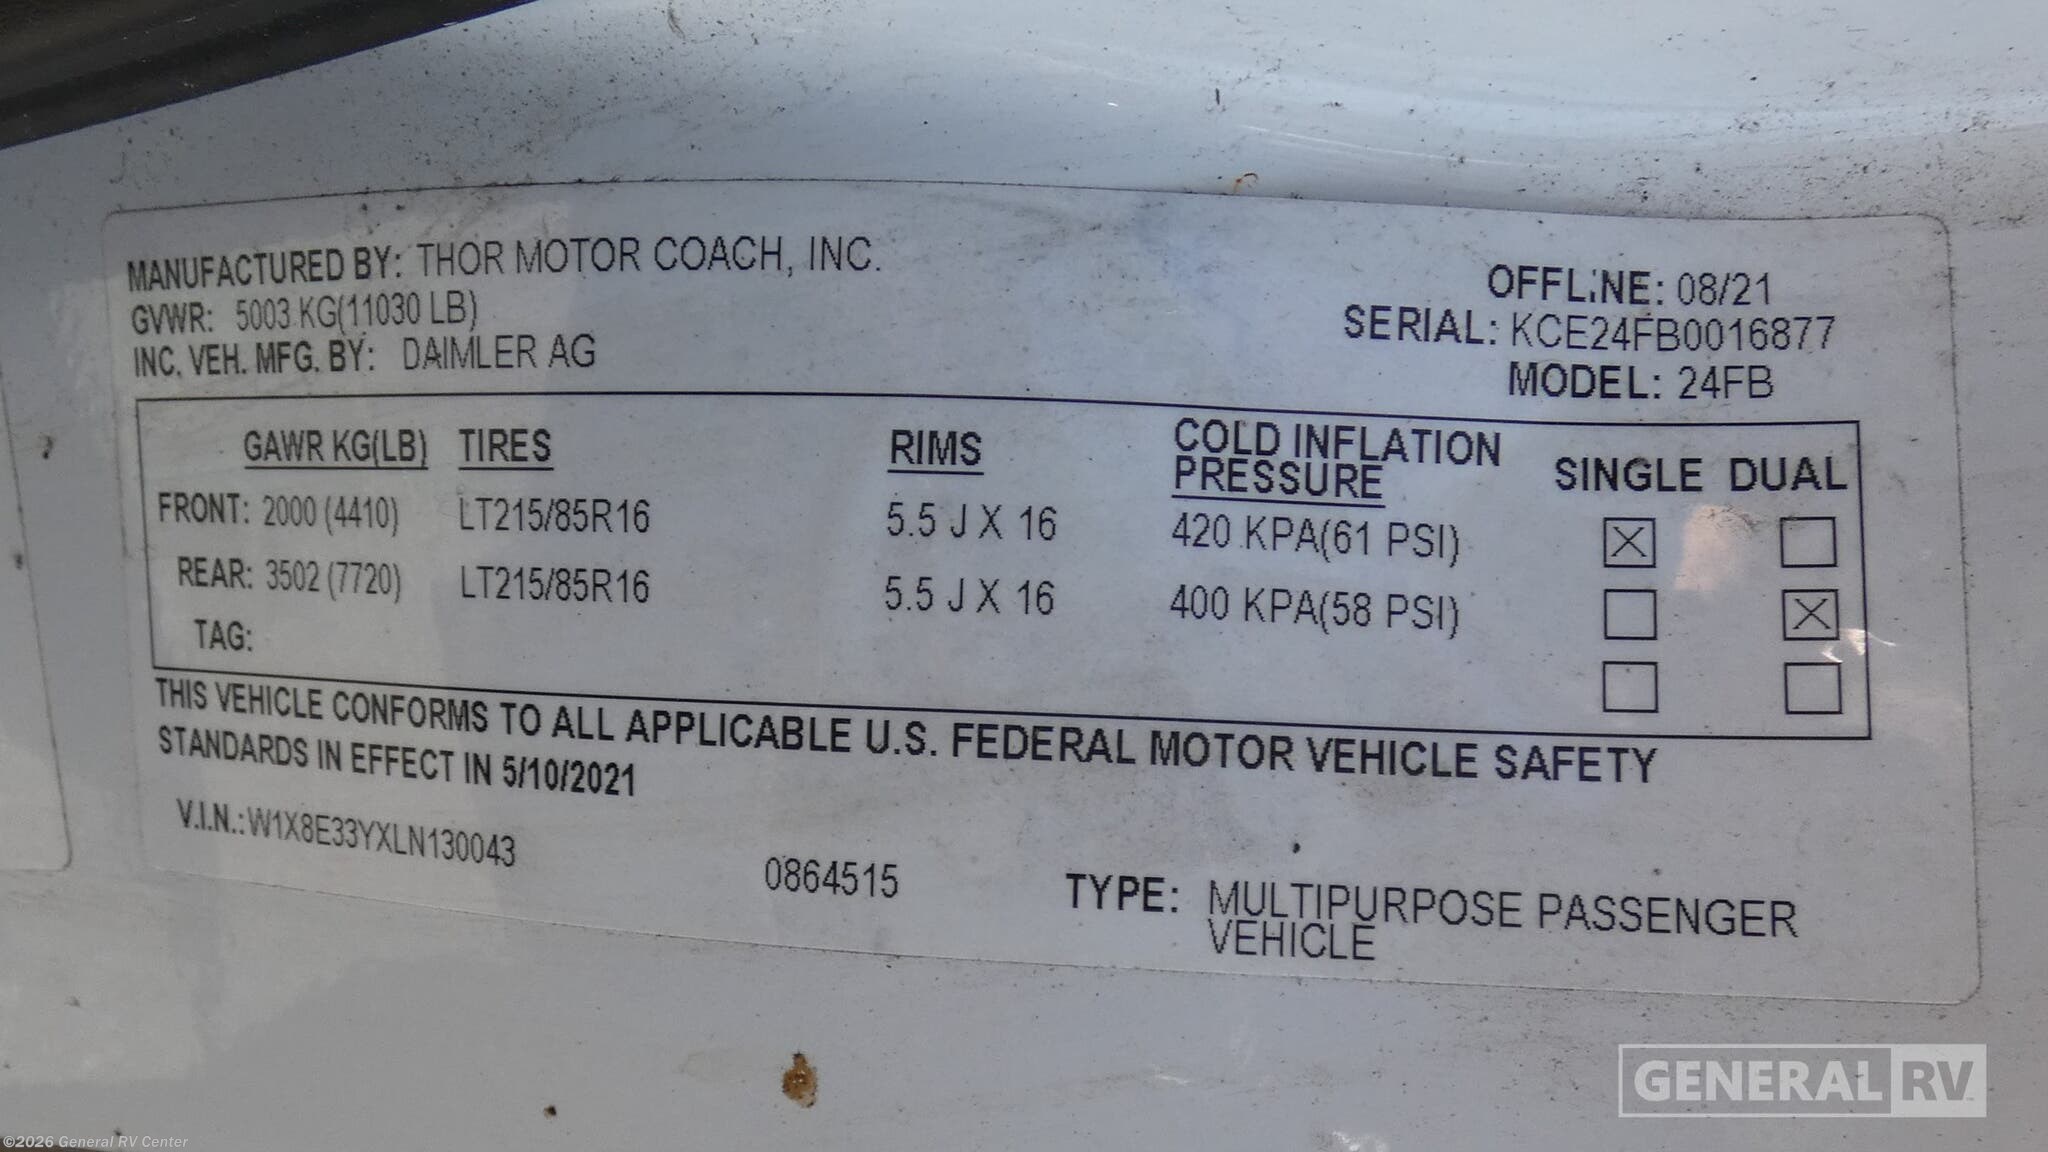 MANUFACTURED BY: THOR MOTOR COACH, INC.
GVWR: 5003 KG(11030 LB)
INC. VEH. MFG. BY: DAIMLER AG
OFFLINE: 08/21
SERIAL: KCE24FB0016877
MODEL: 24FB
GAWR KG(LB) TIRES RIMS COLD INFLATION PRESSURE SINGLE DUAL
FRONT: 2000 (4410) LT215/85R16 5.5 J X 16 420 KPA(61 PSI) ☒ ☐
REAR: 3502 (7720) LT215/85R16 5.5 J X 16 400 KPA(58 PSI) ☐ ☒
TAG: ☐ ☐
THIS VEHICLE CONFORMS TO ALL APPLICABLE U.S. FEDERAL MOTOR VEHICLE SAFETY
STANDARDS IN EFFECT IN 5/10/2021
V.I.N.: W1X8E33YXLN130043
0864515
TYPE: MULTIPURPOSE PASSENGER
VEHICLE
GENERAL RV
©2026 General RV Center